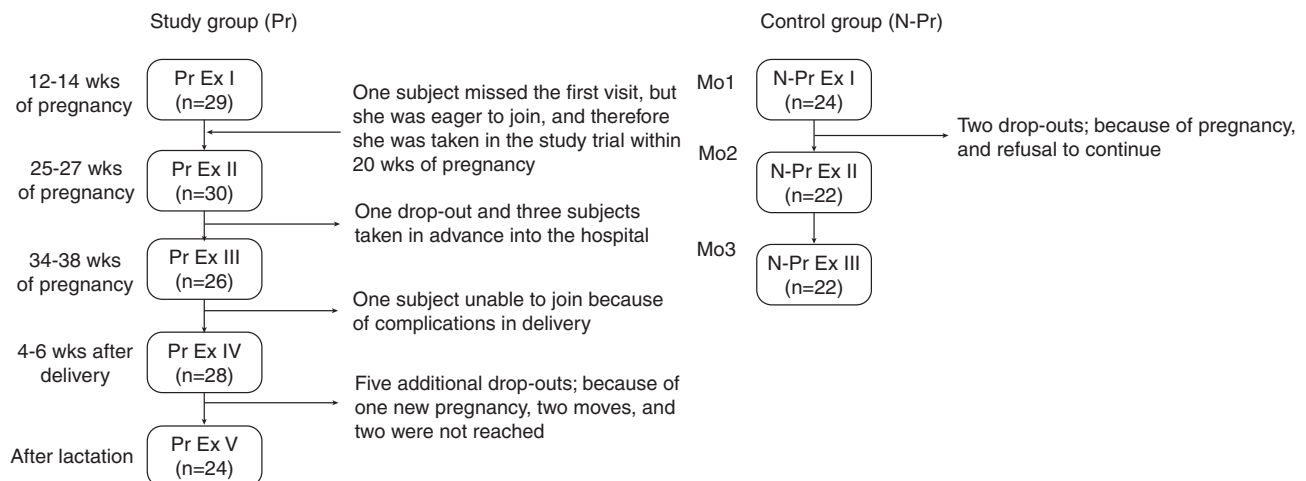 Study group (Pr)
12-14 wks
of pregnancy
Pr Ex I
(n=29)
One subject missed the first visit, but
she was eager to join, and therefore
she was taken in the study trial within
20 wks of pregnancy
25-27 wks
of pregnancy
Pr Ex II
(n=30)
One drop-out and three subjects
taken in advance into the hospital
34-38 wks
of pregnancy
Pr Ex III
(n=26)
One subject unable to join because
of complications in delivery
4-6 wks after
delivery
Pr Ex IV
(n=28)
Five additional drop-outs; because of
one new pregnancy, two moves, and
two were not reached
After lactation
Pr Ex V
(n=24)
Control group (N-Pr)
Mo1
N-Pr Ex I
(n=24)
Two drop-outs; because of pregnancy,
and refusal to continue
Mo2
N-Pr Ex II
(n=22)
Mo3
N-Pr Ex III
(n=22)